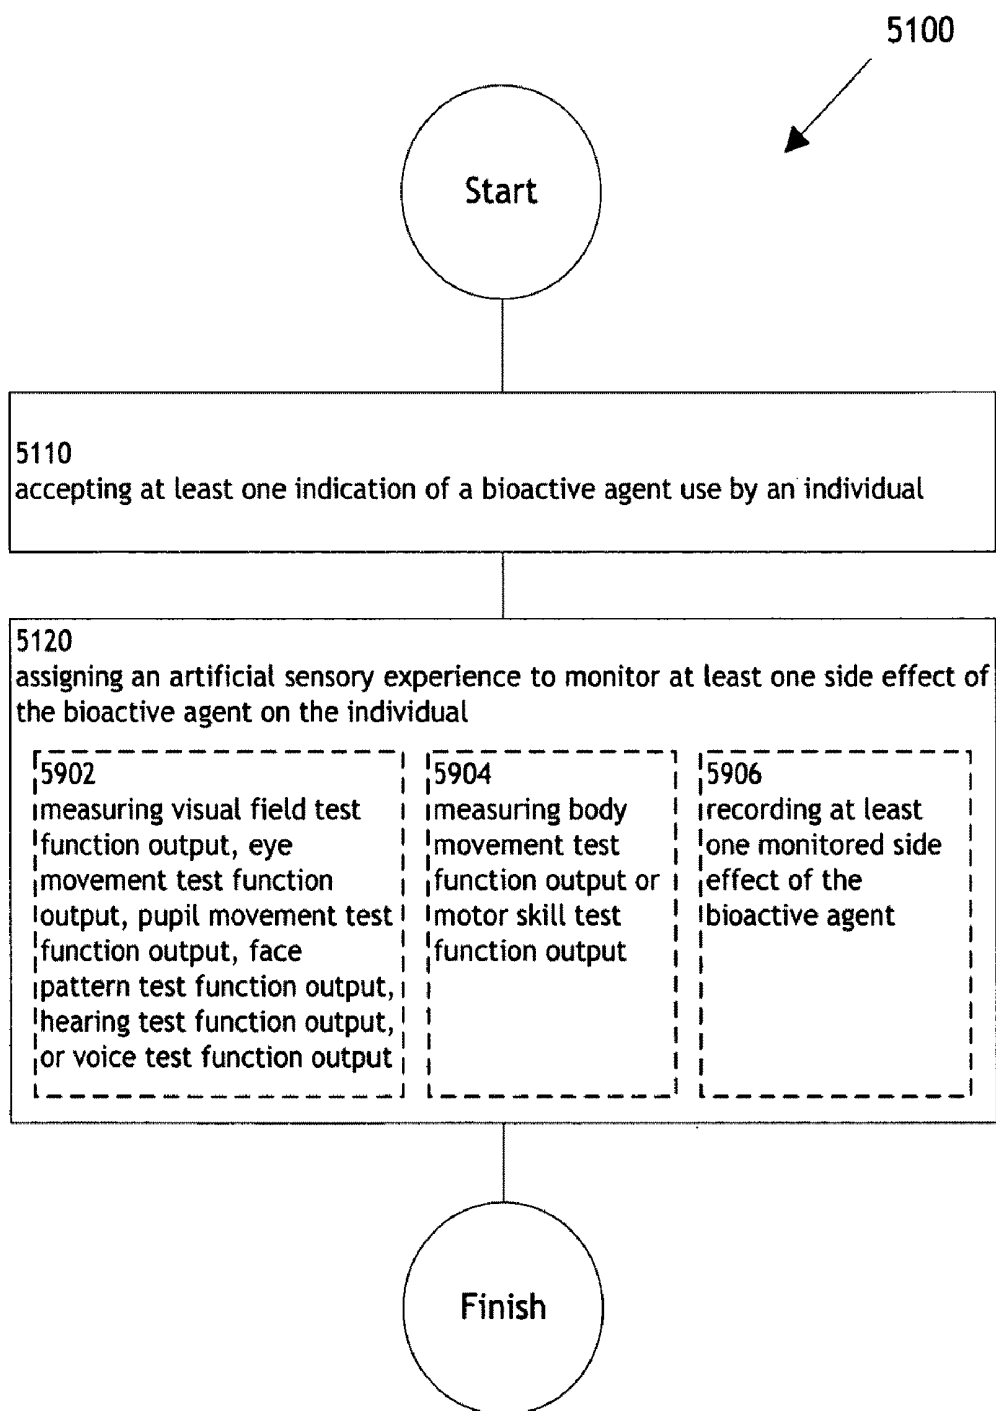 5100
Start
5110
accepting at least one indication of a bioactive agent use by an individual
5120
assigning an artificial sensory experience to monitor at least one side effect of
the bioactive agent on the individual
5902
measuring visual field test
function output, eye
movement test function
output, pupil movement test
function output, face
pattern test function output,
hearing test function output,
or voice test function output
5904
measuring body
movement test
function output or
motor skill test
function output
5906
recording at least
one monitored side
effect of the
bioactive agent
Finish